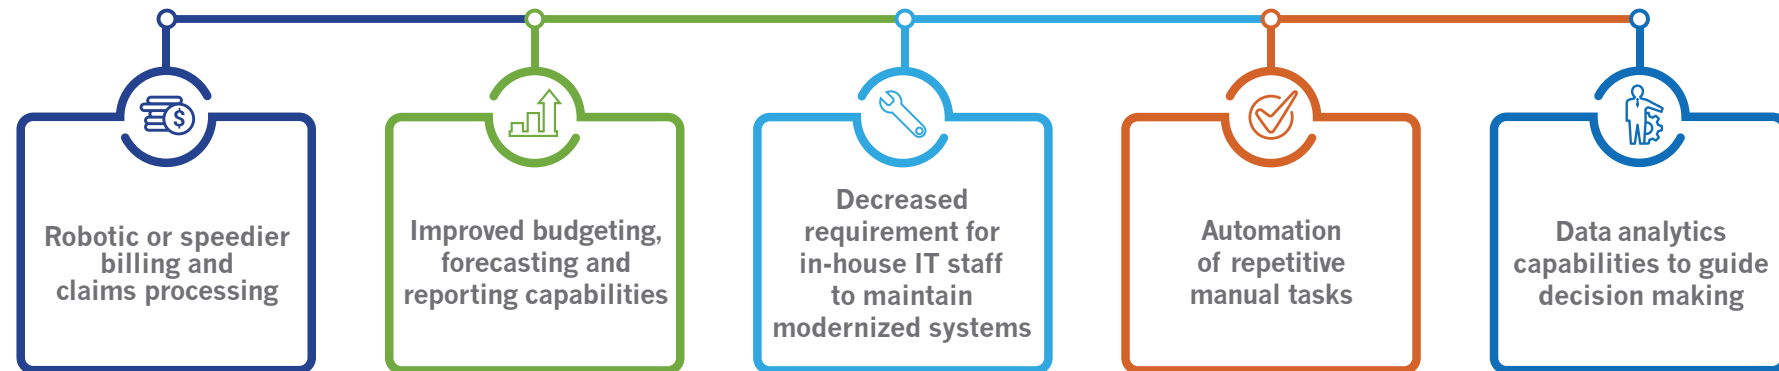 $
Robotic or speedier
billing and
claims processing
Improved budgeting,
forecasting and
reporting capabilities
Decreased
requirement for
in-house IT staff
to maintain
modernized systems
Automation
of repetitive
manual tasks
Data analytics
capabilities to guide
decision making